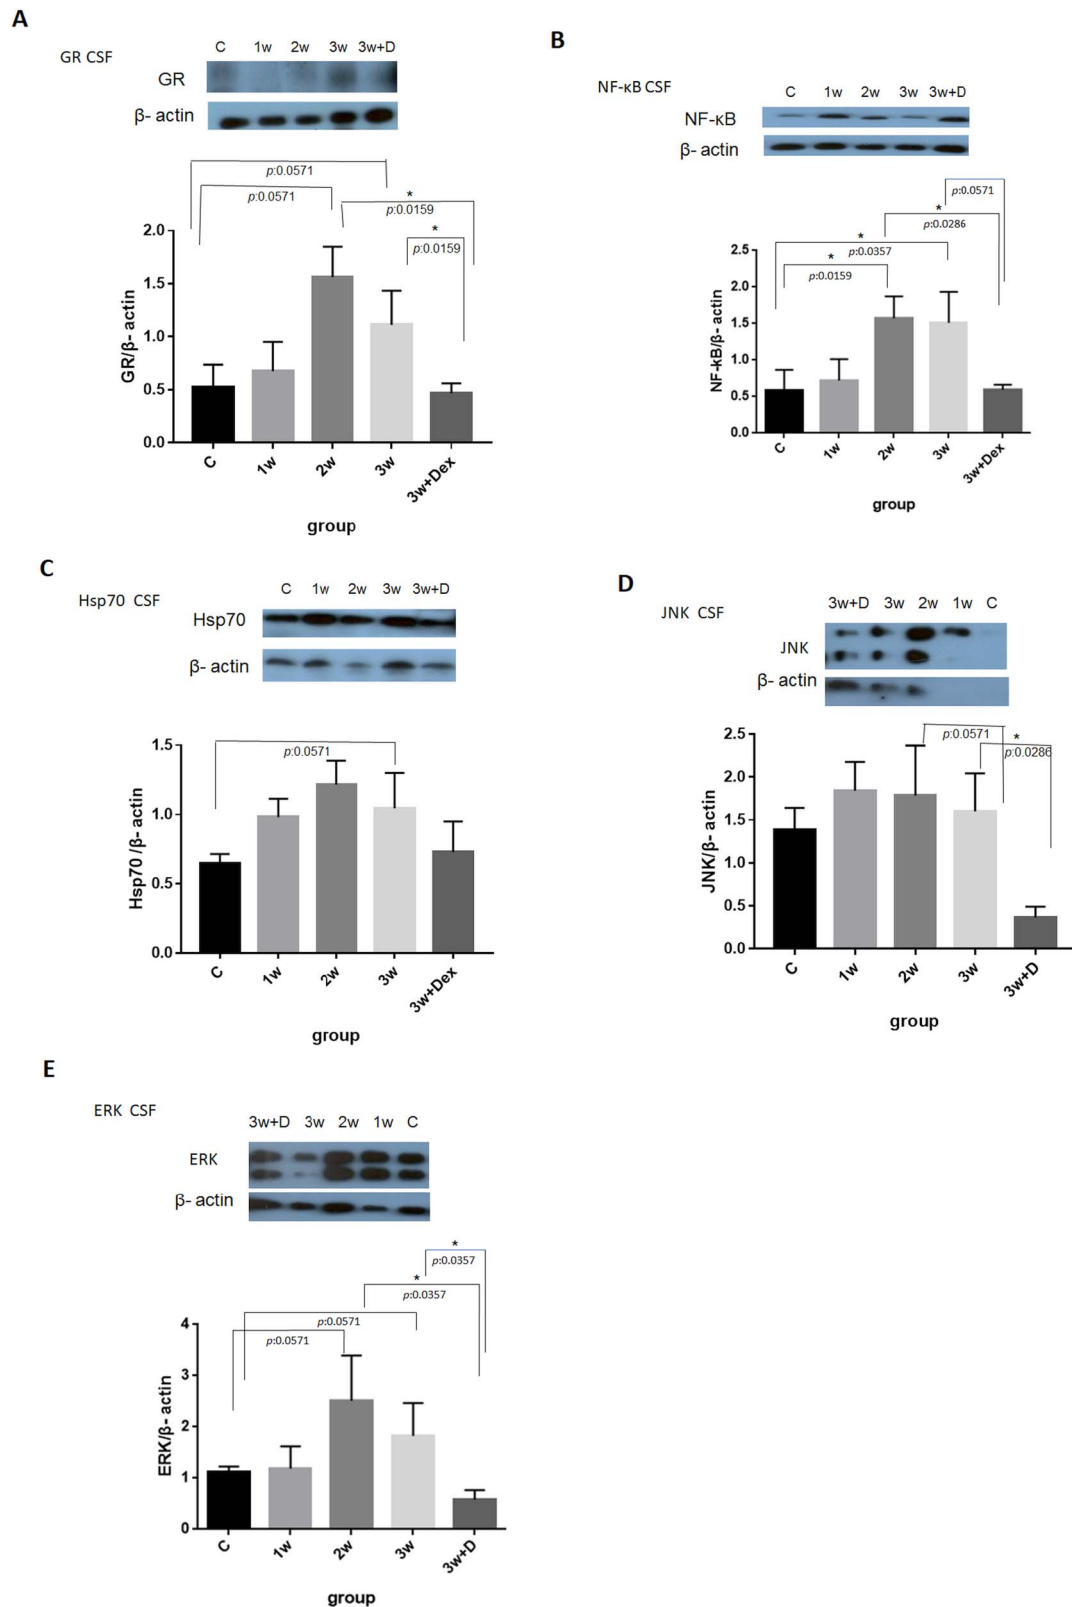 A
GR CSF
C 1w 2w 3w 3w+D
GR
β- actin
p:0.0571
p:0.0571
*
p:0.0159
*
p:0.0159
GR/β- actin
2.0
1.5
1.0
0.5
0.0
C 1w 2w 3w 3w+Dex
group
B
NF-κB CSF
C 1w 2w 3w 3w+D
NF-κB
β- actin
p:0.0571
*
p:0.0286
*
p:0.0357
*
p:0.0159
NF-kB/β- actin
2.5
2.0
1.5
1.0
0.5
0.0
C 1w 2w 3w 3w+Dex
group
C
Hsp70 CSF
C 1w 2w 3w 3w+D
Hsp70
β- actin
p:0.0571
Hsp70 /β- actin
1.5
1.0
0.5
0.0
C 1w 2w 3w 3w+Dex
group
D
JNK CSF
3w+D 3w 2w 1w C
JNK
β- actin
p:0.0571
*
p:0.0286
JNK/β- actin
2.5
2.0
1.5
1.0
0.5
0.0
C 1w 2w 3w 3w+D
group
E
ERK CSF
3w+D 3w 2w 1w C
ERK
β- actin
*
p:0.0357
*
p:0.0357
p:0.0571
p:0.0571
ERK/β- actin
4
3
2
1
0
C 1w 2w 3w 3w+D
group